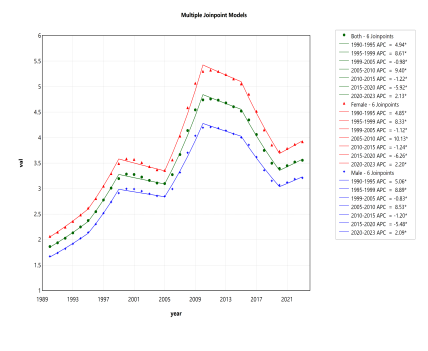 Multiple Joinpoint Models
6
5.5
5
4.5
4
3.5
3
2.5
2
1.5
1
val
1989
1993
1997
2001
2005
2009
2013
2017
2021
year
Both - 6 Joinpoints
1990-1995 APC = 4.94*
1995-1999 APC = 8.61*
1999-2005 APC = -0.98*
2005-2010 APC = 9.40*
2010-2015 APC = -1.22*
2015-2020 APC = -5.92*
2020-2023 APC = 2.13*
Female - 6 Joinpoints
1990-1995 APC = 4.85*
1995-1999 APC = 8.33*
1999-2005 APC = -1.12*
2005-2010 APC = 10.13*
2010-2015 APC = -1.24*
2015-2020 APC = -6.26*
2020-2023 APC = 2.20*
Male - 6 Joinpoints
1990-1995 APC = 5.06*
1995-1999 APC = 8.89*
1999-2005 APC = -0.83*
2005-2010 APC = 8.53*
2010-2015 APC = -1.20*
2015-2020 APC = -5.48*
2020-2023 APC = 2.09*